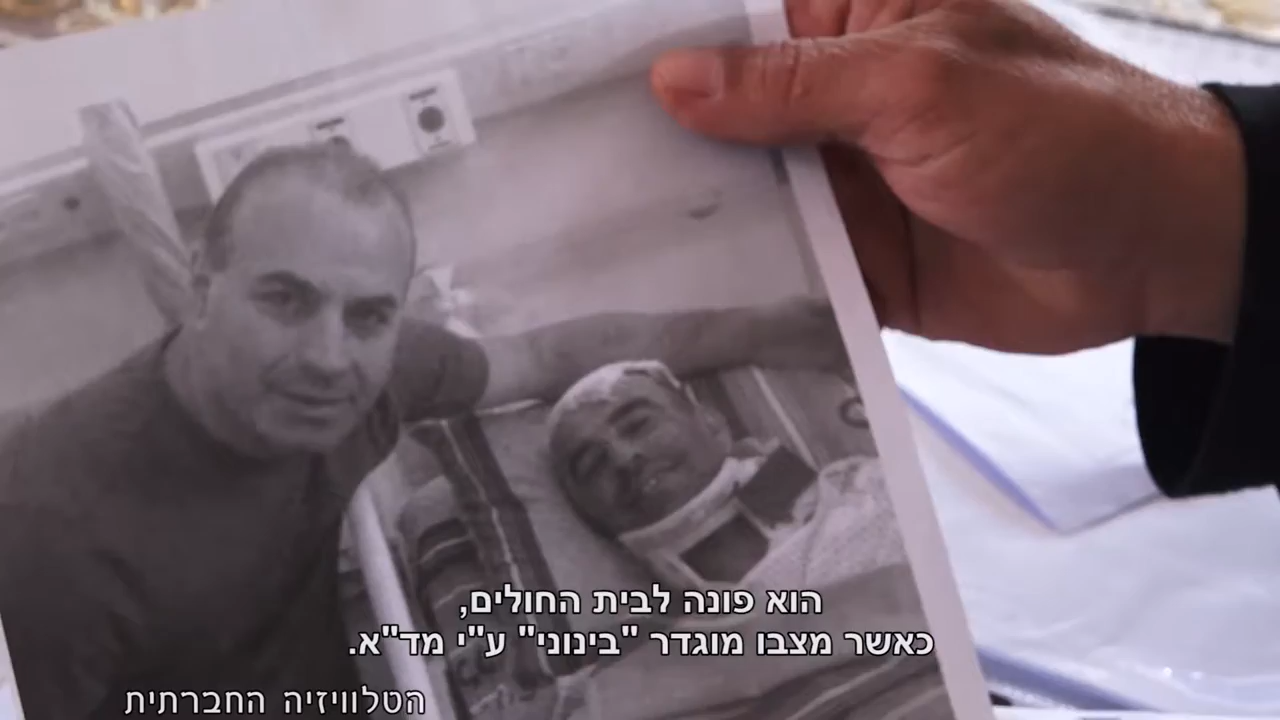 הוא פונה לבית החולים,
כאשר מצבו מוגדר "בינוני" ע"י מד"א.
הטלוויזיה החברתית